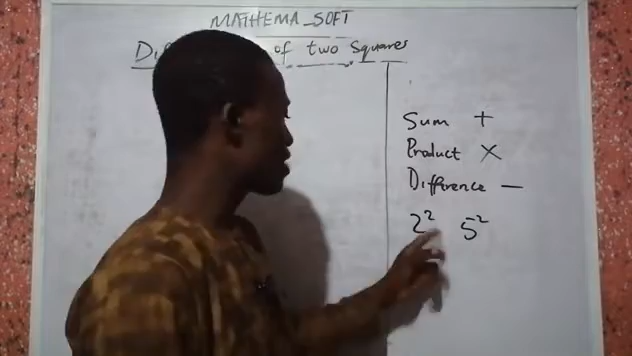 MATHEMA_SOFT
of two squares
Sum +
Product ×
Difference —
2² 5²